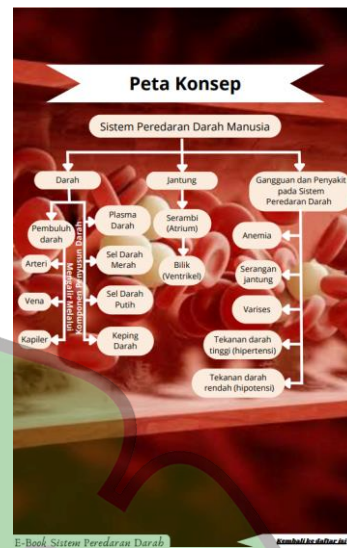 Peta Konsep
Sistem Peredaran Darah Manusia
Darah
Jantung
Gangguan dan Penyakit
pada Sistem
Peredaran Darah
Pembuluh
darah
Arteri
Vena
Kapiler
Mengalir Melalui
Komponen Penyusun Darah
Plasma
Darah
Sel Darah
Merah
Sel Darah
Putih
Keping
Darah
Serambi
(Atrium)
Bilik
(Ventrikel)
Anemia
Serangan
jantung
Varises
Tekanan darah
tinggi (hipertensi)
Tekanan darah
rendah (hipotensi)
E-Book Sistem Peredaran Darah
Kembali ke daftar isi